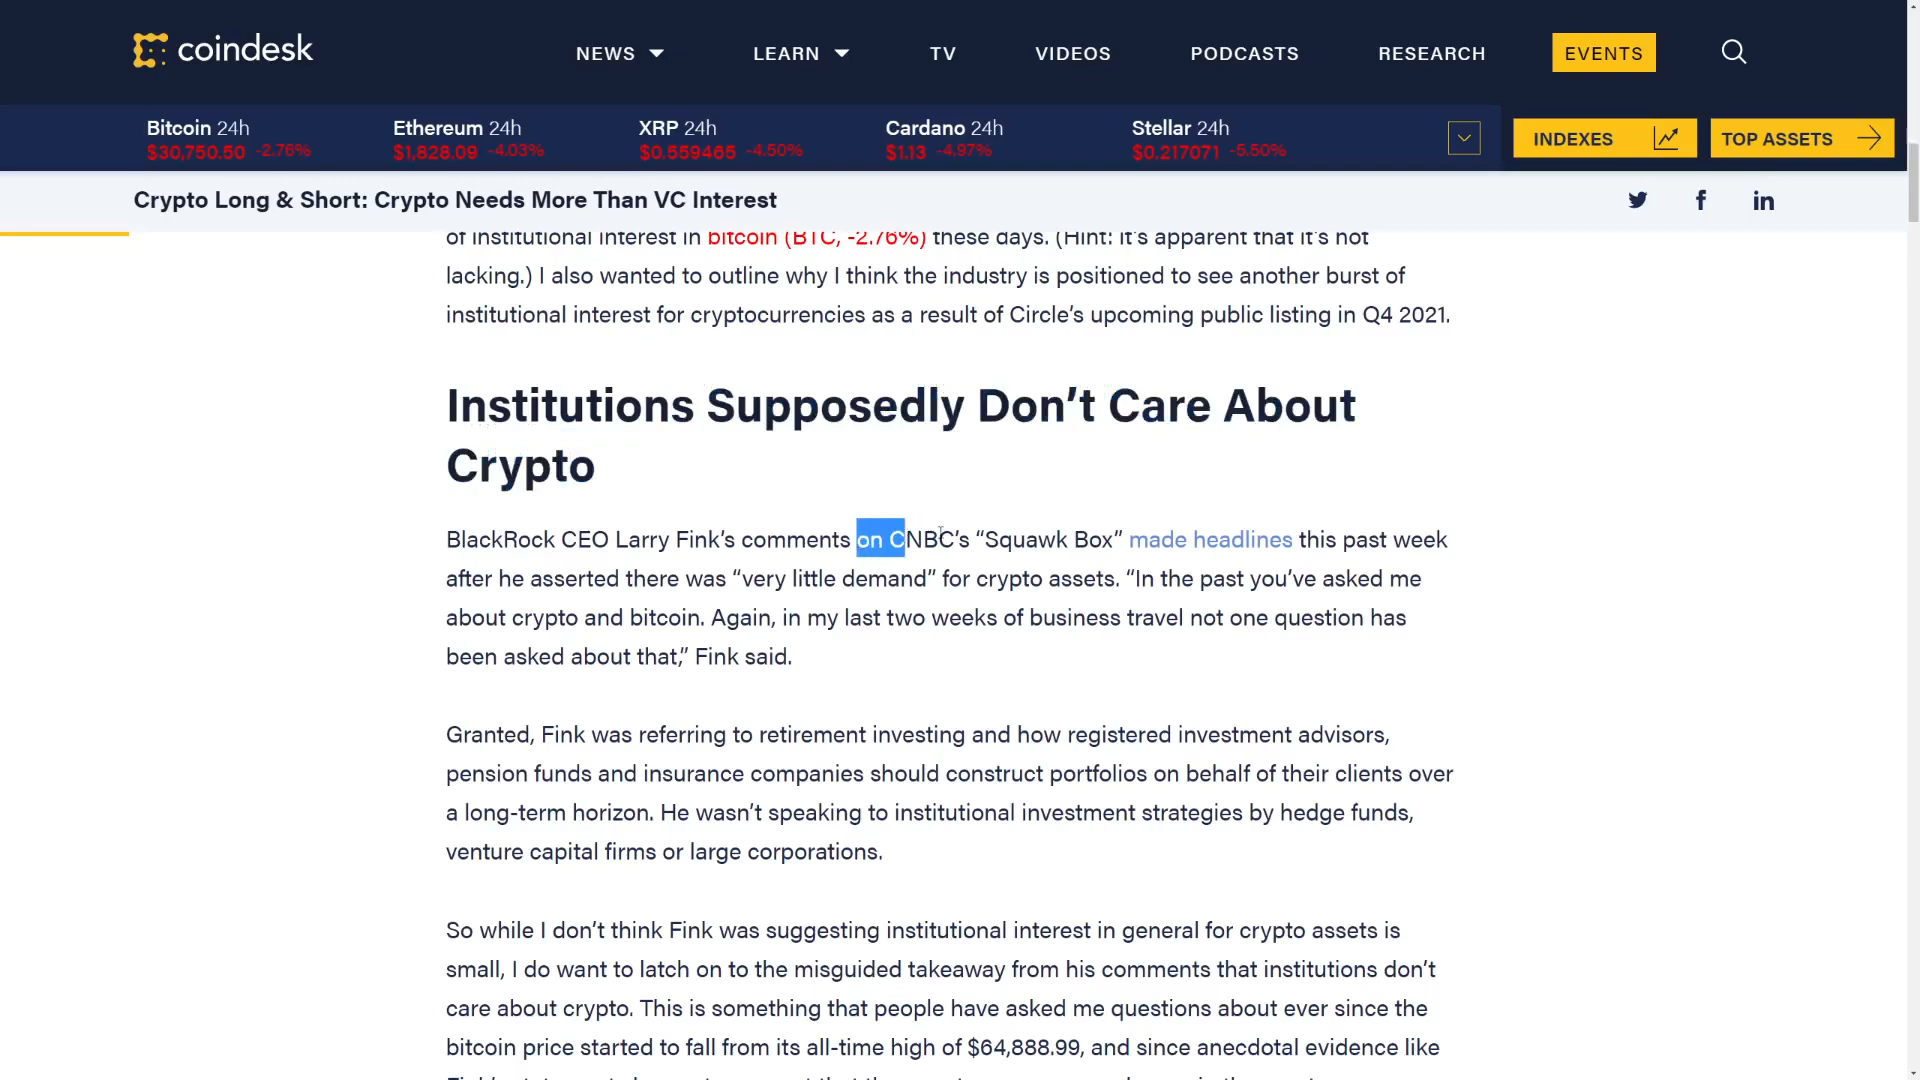 coindesk
NEWS
LEARN
TV
VIDEOS
PODCASTS
RESEARCH
EVENTS
Bitcoin 24h
$30,750.50 -2.76%
Ethereum 24h
$1,828.09 -4.03%
XRP 24h
$0.559465 -4.50%
Cardano 24h
$1.13 -4.97%
Stellar 24h
$0.217071 -5.50%
INDEXES
TOP ASSETS
Crypto Long & Short: Crypto Needs More Than VC Interest
of institutional interest in bitcoin (BTC, -2.76%) these days. (Hint: it’s apparent that it’s not
lacking.) I also wanted to outline why I think the industry is positioned to see another burst of
institutional interest for cryptocurrencies as a result of Circle’s upcoming public listing in Q4 2021.
Institutions Supposedly Don’t Care About
Crypto
BlackRock CEO Larry Fink’s comments on CNBC’s “Squawk Box” made headlines this past week
after he asserted there was “very little demand” for crypto assets. “In the past you’ve asked me
about crypto and bitcoin. Again, in my last two weeks of business travel not one question has
been asked about that,” Fink said.
Granted, Fink was referring to retirement investing and how registered investment advisors,
pension funds and insurance companies should construct portfolios on behalf of their clients over
a long-term horizon. He wasn’t speaking to institutional investment strategies by hedge funds,
venture capital firms or large corporations.
So while I don’t think Fink was suggesting institutional interest in general for crypto assets is
small, I do want to latch on to the misguided takeaway from his comments that institutions don’t
care about crypto. This is something that people have asked me questions about ever since the
bitcoin price started to fall from its all-time high of $64,888.99, and since anecdotal evidence like